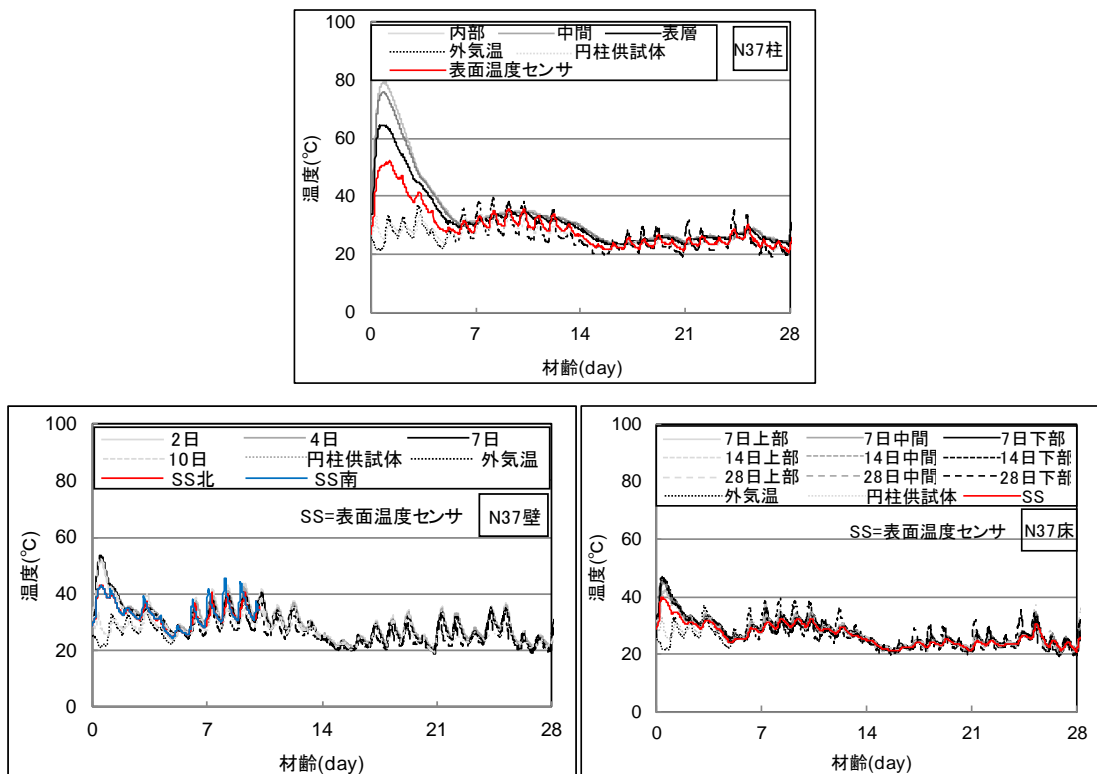 100
80
60
40
20
0
温度(℃)
内部 中間 表層
外気温 円柱供試体
表面温度センサ
N37柱
0 7 14 21 28
材齢(day)
100
80
60
40
20
0
温度(℃)
2日 4日 7日
10日 円柱供試体 外気温
SS北 SS南
SS=表面温度センサ N37壁
0 7 14 21 28
材齢(day)
100
80
60
40
20
0
温度(℃)
7日上部 7日中間 7日下部
14日上部 14日中間 14日下部
28日上部 28日中間 28日下部
外気温 円柱供試体 SS
SS=表面温度センサ N37床
0 7 14 21 28
材齢(day)